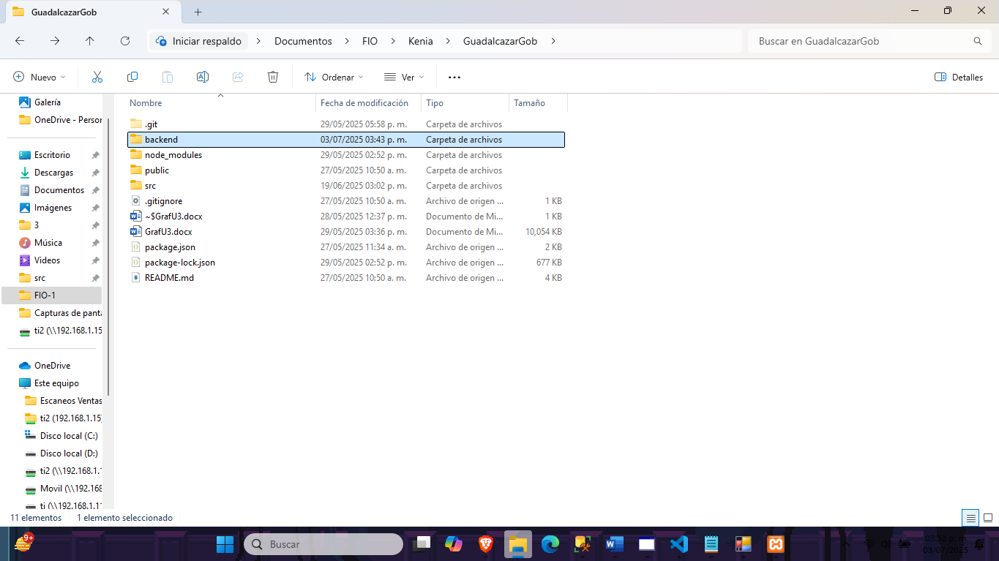 GuadalcazarGob
Iniciar respaldo > Documentos > FIO > Kenia > GuadalcazarGob >
Buscar en GuadalcazarGob
Nuevo
Ordenar
Ver
Detalles
Galería
OneDrive - Person
Escritorio
Descargas
Documentos
Imágenes
3
Música
Videos
src
FIO-1
Capturas de panta
ti2 (\\192.168.1.15
OneDrive
Este equipo
Escaneos Ventas
ti2 (192.168.1.15)
Disco local (C:)
Disco local (D:)
ti2 (\\192.168.1.1
Movil (\\192.168
ti (\\192.168.1.11
Nombre Fecha de modificación Tipo Tamaño
.git 29/05/2025 05:58 p. m. Carpeta de archivos
backend 03/07/2025 03:43 p. m. Carpeta de archivos
node_modules 29/05/2025 02:52 p. m. Carpeta de archivos
public 27/05/2025 10:50 a. m. Carpeta de archivos
src 19/06/2025 03:02 p. m. Carpeta de archivos
.gitignore 27/05/2025 10:50 a. m. Archivo de origen ... 1 KB
~$GrafU3.docx 28/05/2025 12:37 p. m. Documento de Mi... 1 KB
GrafU3.docx 29/05/2025 03:36 p. m. Documento de Mi... 10,054 KB
package.json 27/05/2025 11:34 a. m. Archivo de origen ... 2 KB
package-lock.json 29/05/2025 02:52 p. m. Archivo de origen ... 677 KB
README.md 27/05/2025 10:50 a. m. Archivo de origen ... 4 KB
11 elementos 1 elemento seleccionado
9+
Buscar
03:52 p. m.
03/07/2025